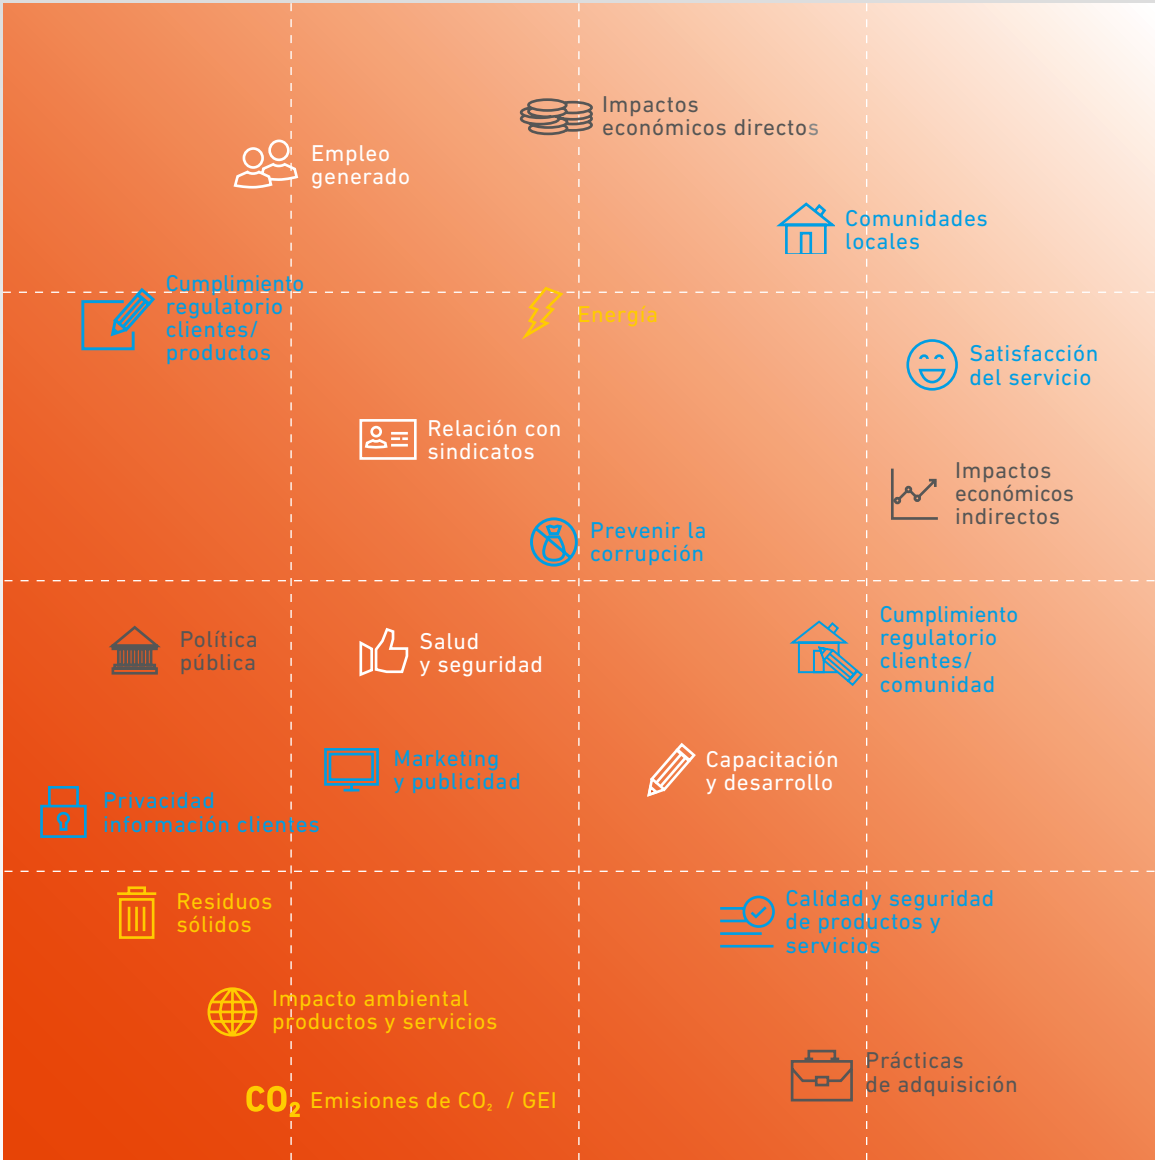 Impactos
económicos directos
Empleo
generado
Comunidades
locales
Cumplimiento
regulatorio
clientes/
productos
Energía
Satisfacción
del servicio
Relación con
sindicatos
Impactos
económicos
indirectos
Prevenir la
corrupción
Política
pública
Salud
y seguridad
Cumplimiento
regulatorio
clientes/
comunidad
Marketing
y publicidad
Capacitación
y desarrollo
Privacidad
información clientes
Residuos
sólidos
Calidad y seguridad
de productos y
servicios
Impacto ambiental
productos y servicios
Prácticas
de adquisición
CO₂ Emisiones de CO₂ / GEI